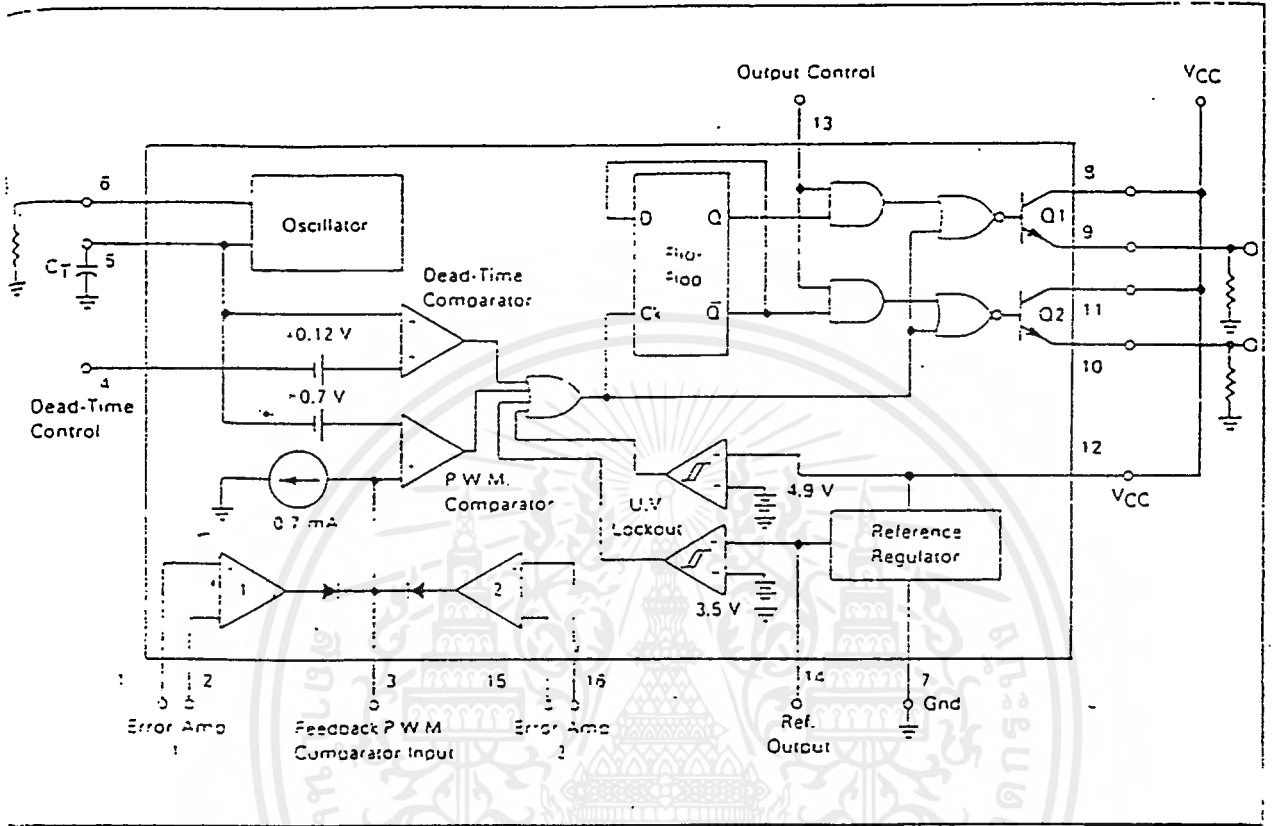 Output Control
VCC
13
6
Oscillator
5
CT
Dead-Time
Comparator
+0.12 V
4
Dead-Time
Control
+0.7 V
P.W.M.
Comparator
0.7 mA
D Q
Flip-
Flop
Ck Q̅
8
Q1
9
11
Q2
10
12
VCC
4.9 V
U.V
Lockout
Reference
Regulator
3.5 V
1
2
1 2 3 15 16 14 7
Gnd
Error Amp
1
Feedback P.W.M.
Comparator Input
Error Amp
2
Ref.
Output